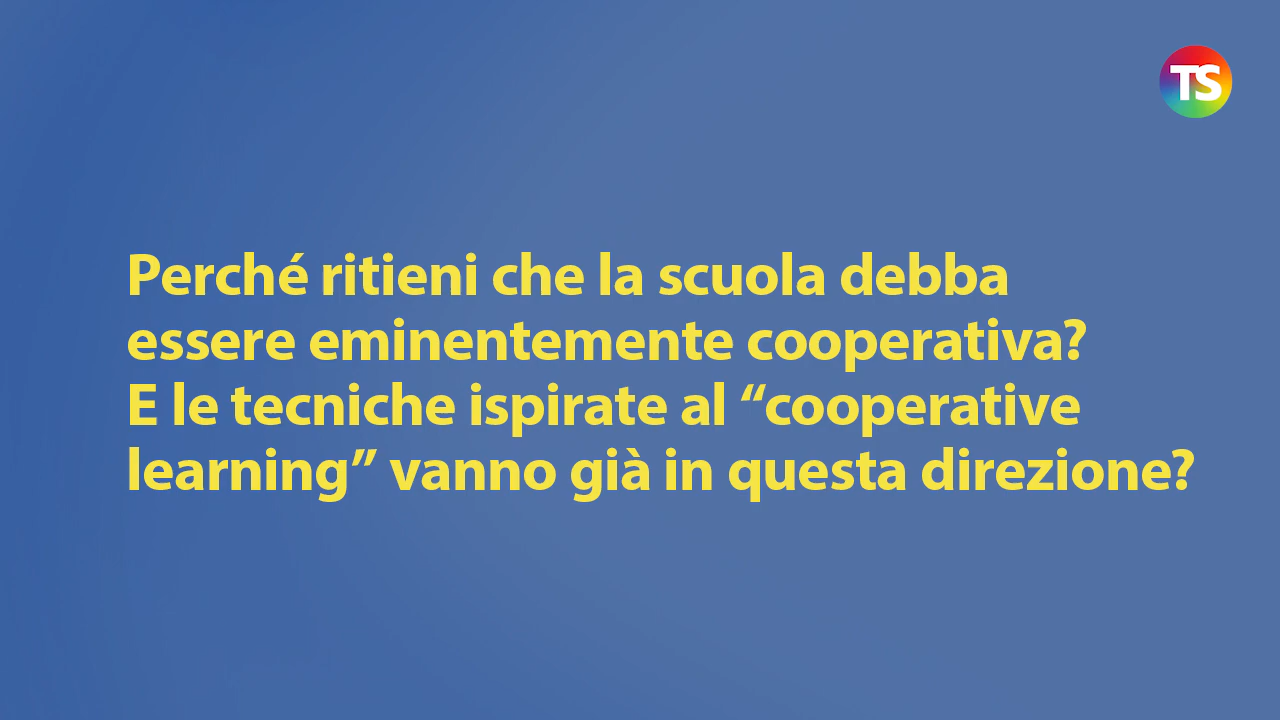 TS
Perché ritieni che la scuola debba
essere eminentemente cooperativa?
E le tecniche ispirate al “cooperative
learning” vanno già in questa direzione?